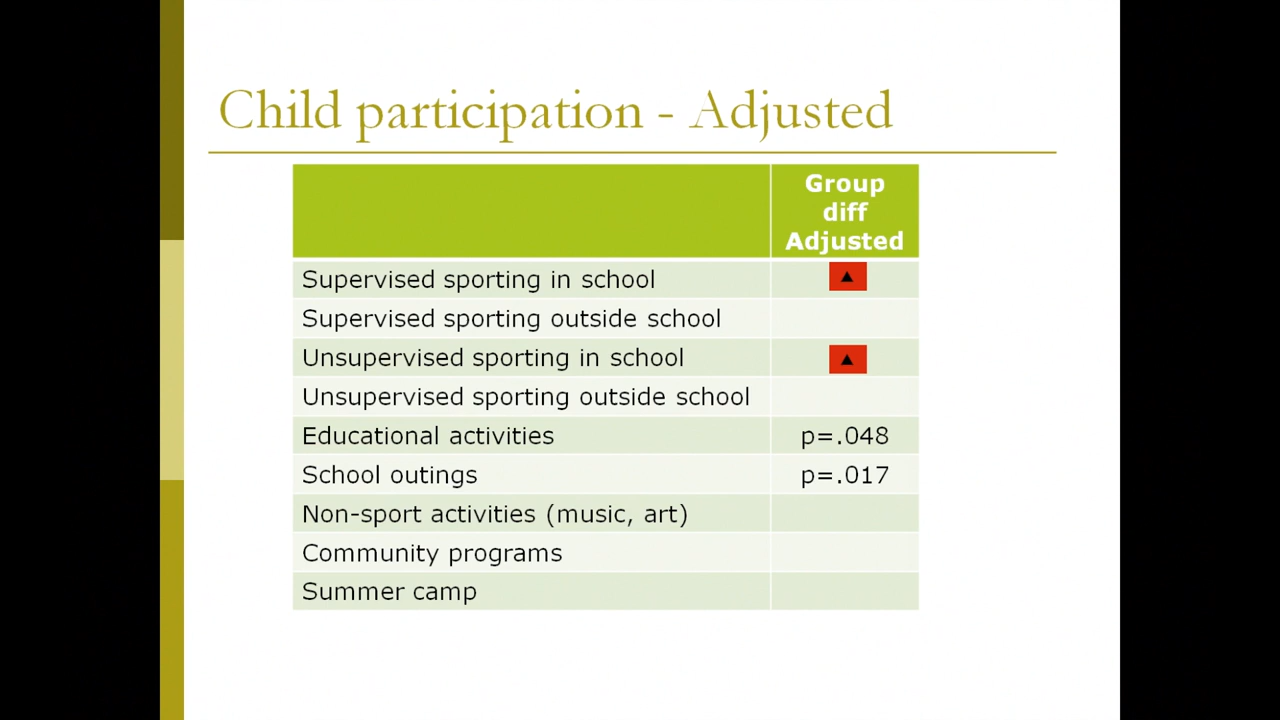 Child participation - Adjusted
Group
diff
Adjusted
Supervised sporting in school ▲
Supervised sporting outside school
Unsupervised sporting in school ▲
Unsupervised sporting outside school
Educational activities p=.048
School outings p=.017
Non-sport activities (music, art)
Community programs
Summer camp